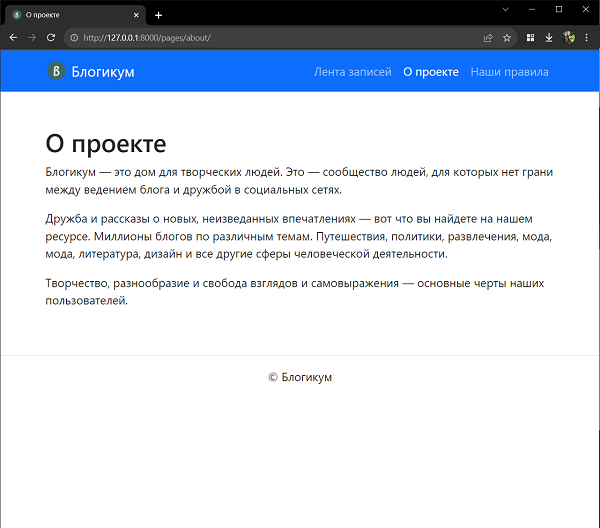 О проекте
http://127.0.0.1:8000/pages/about/
Блогикум
Лента записей О проекте Наши правила
О проекте
Блогикум — это дом для творческих людей. Это — сообщество людей, для которых нет грани
между ведением блога и дружбой в социальных сетях.
Дружба и рассказы о новых, неизведанных впечатлениях — вот что вы найдете на нашем
ресурсе. Миллионы блогов по различным темам. Путешествия, политики, развлечения, мода,
мода, литература, дизайн и все другие сферы человеческой деятельности.
Творчество, разнообразие и свобода взглядов и самовыражения — основные черты наших
пользователей.
© Блогикум